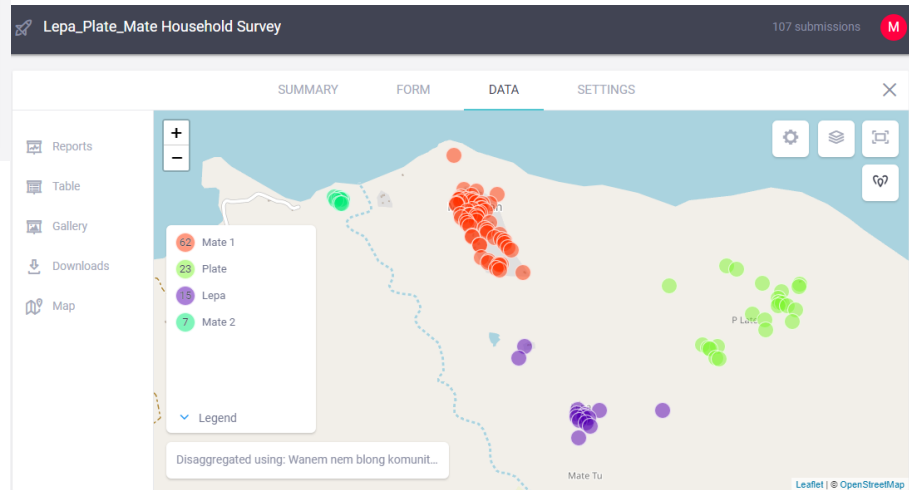 Lepa_Plate_Mate Household Survey
107 submissions
M
SUMMARY
FORM
DATA
SETTINGS
Reports
Table
Gallery
Downloads
Map
+
−
62 Mate 1
23 Plate
15 Lepa
7 Mate 2
Legend
Disaggregated using: Wanem nem blong komunit...
Mate Tu
Leaflet | © OpenStreetMap